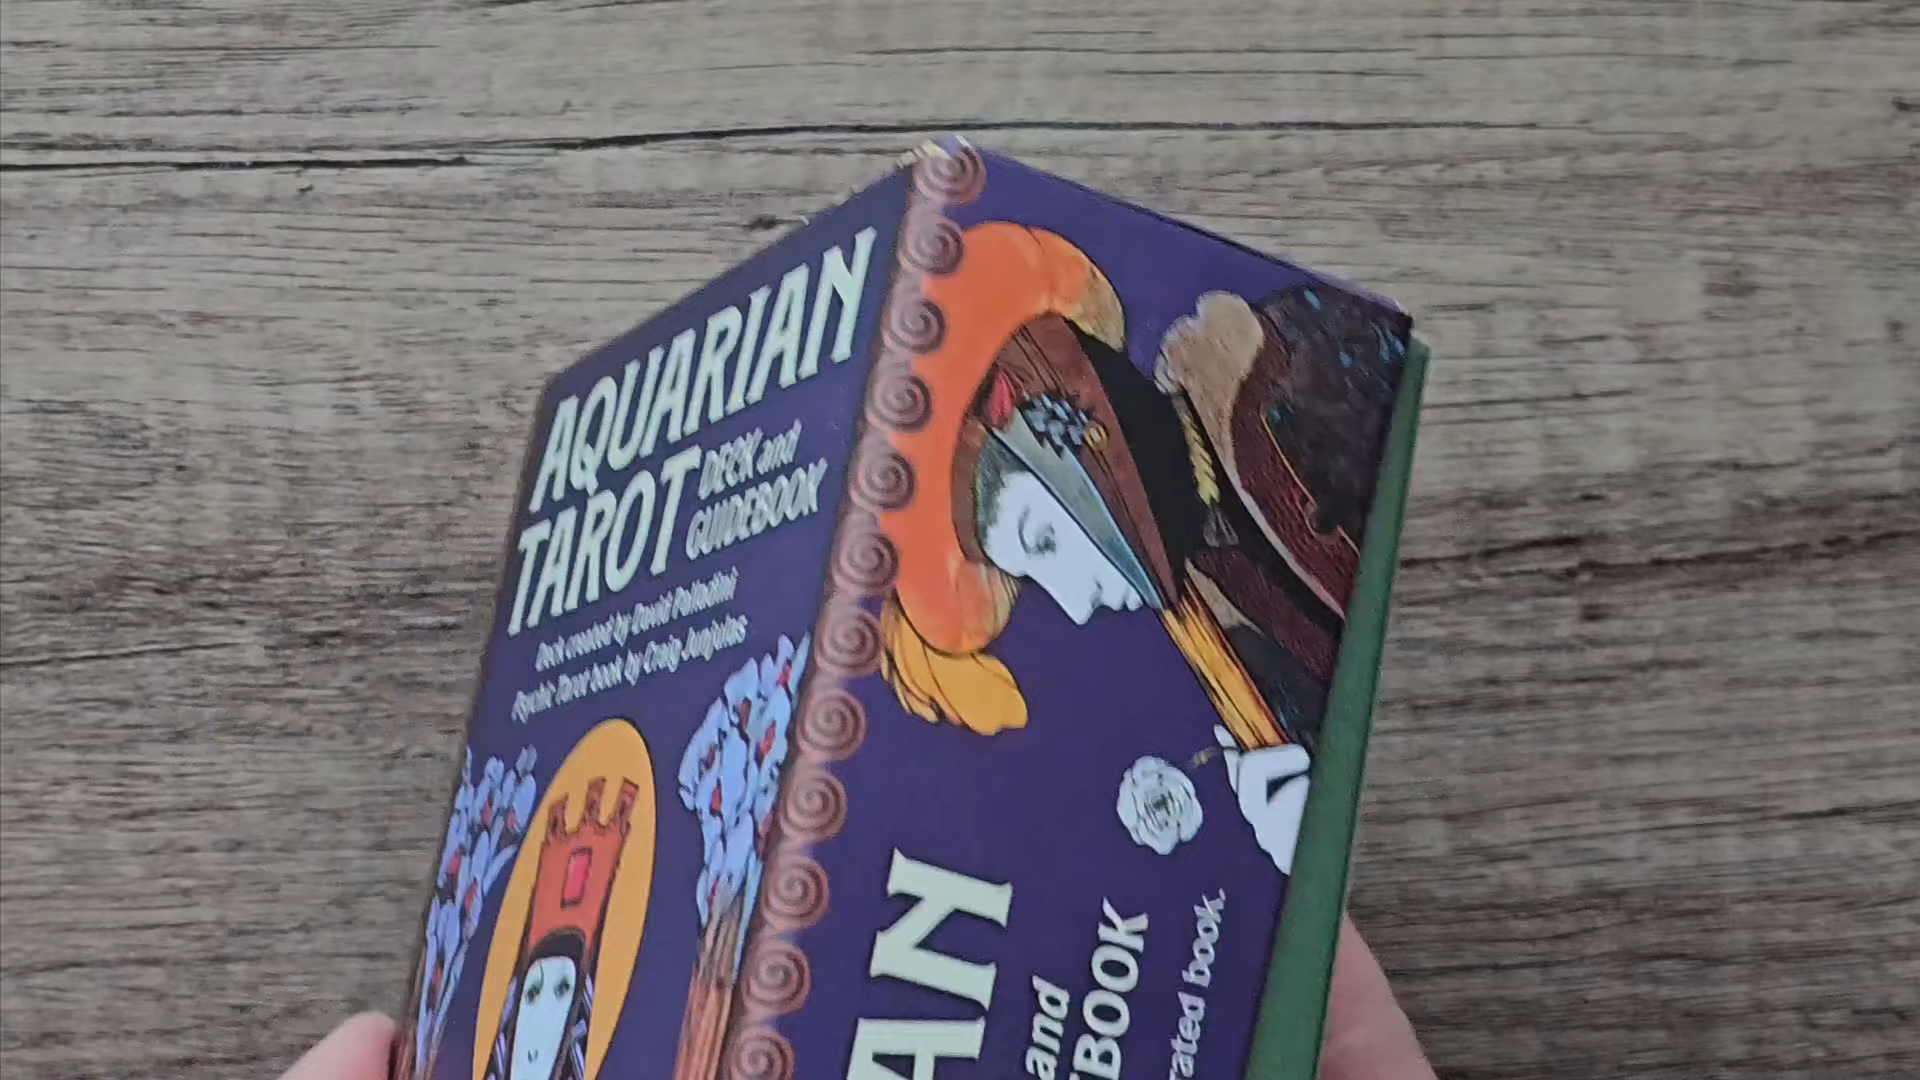 AQUARIAN
TAROT DECK and
GUIDEBOOK
Deck created by David Palladini
Psychic Tarot book by Craig Junjulas
AN
and
BOOK
rated book.